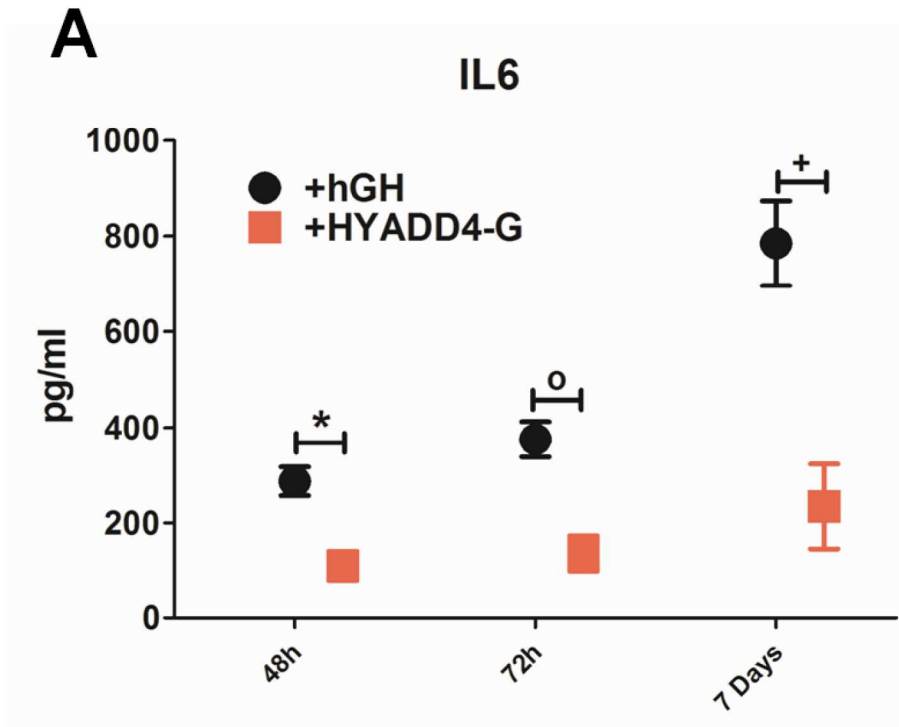 A
IL6
1000
800
600
400
200
0
pg/ml
+hGH
+HYADD4-G
*
o
+
48h
72h
7 Days